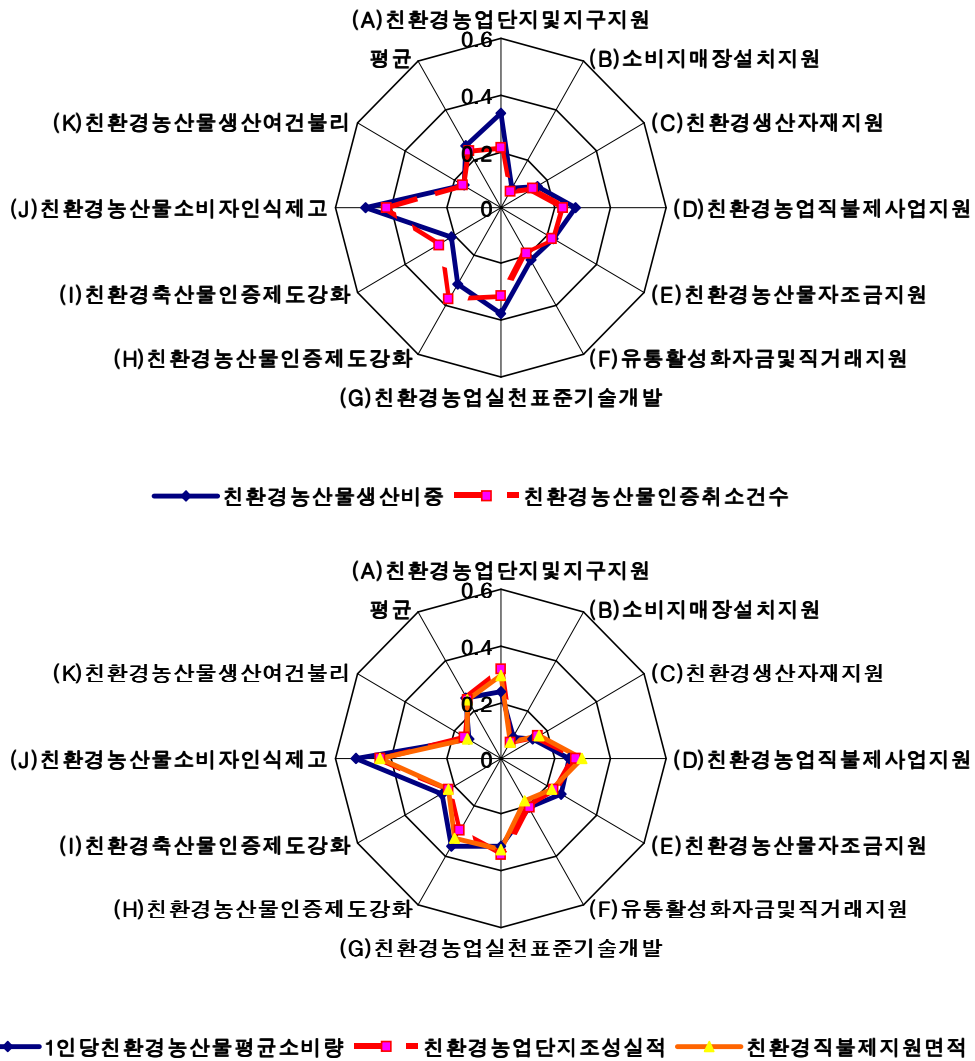 (A)친환경농업단지및지구지원
0.6
평균
(B)소비지매장설치지원
0.4
(K)친환경농산물생산여건불리
(C)친환경생산자재지원
0.2
(J)친환경농산물소비자인식제고
0
(D)친환경농업직불제사업지원
(I)친환경축산물인증제도강화
(E)친환경농산물자조금지원
(H)친환경농산물인증제도강화
(F)유통활성화자금및직거래지원
(G)친환경농업실천표준기술개발
친환경농산물생산비중 친환경농산물인증취소건수
(A)친환경농업단지및지구지원
0.6
평균
(B)소비지매장설치지원
0.4
(K)친환경농산물생산여건불리
(C)친환경생산자재지원
0.2
(J)친환경농산물소비자인식제고
0
(D)친환경농업직불제사업지원
(I)친환경축산물인증제도강화
(E)친환경농산물자조금지원
(H)친환경농산물인증제도강화
(F)유통활성화자금및직거래지원
(G)친환경농업실천표준기술개발
1인당친환경농산물평균소비량 친환경농업단지조성실적 친환경직불제지원면적